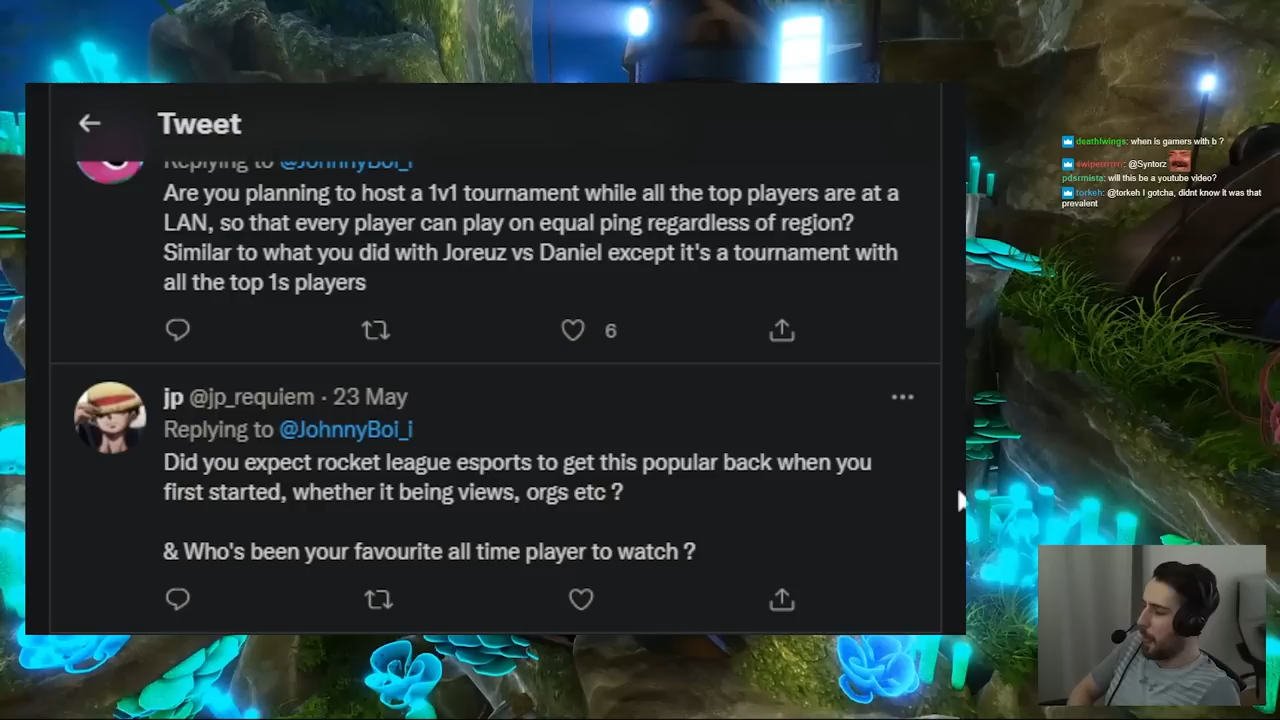 Tweet
Replying to @JohnnyBoi_i
Are you planning to host a 1v1 tournament while all the top players are at a
LAN, so that every player can play on equal ping regardless of region?
Similar to what you did with Joreuz vs Daniel except it's a tournament with
all the top 1s players
6
jp @jp_requiem · 23 May
Replying to @JohnnyBoi_i
Did you expect rocket league esports to get this popular back when you
first started, whether it being views, orgs etc ?
& Who's been your favourite all time player to watch ?
deathlwings: when is gamers with b ?
@Syntorz
pdsrmista: will this be a youtube video?
torkeh: @torkeh I gotcha, didnt know it was that
prevalent